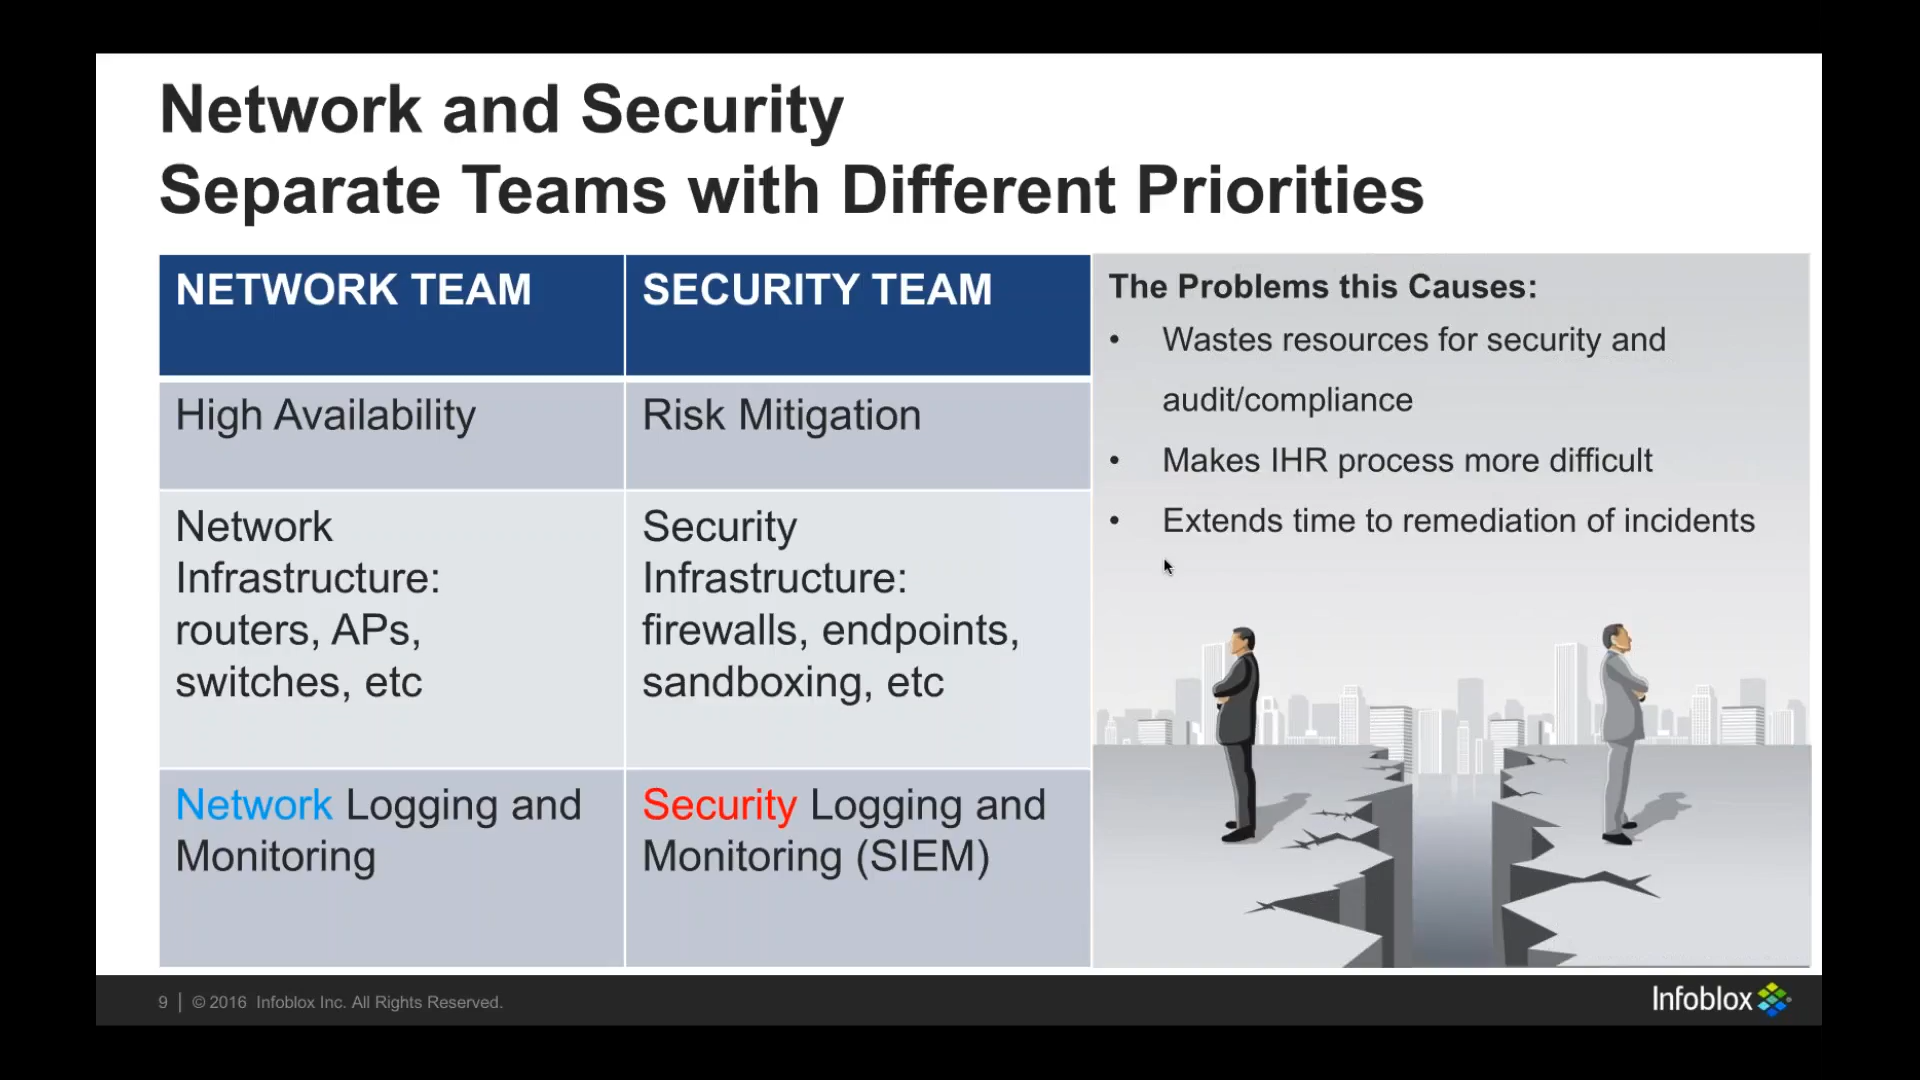 Network and Security
Separate Teams with Different Priorities
NETWORK TEAM
SECURITY TEAM
High Availability
Risk Mitigation
Network
Infrastructure:
routers, APs,
switches, etc
Security
Infrastructure:
firewalls, endpoints,
sandboxing, etc
Network Logging and
Monitoring
Security Logging and
Monitoring (SIEM)
The Problems this Causes:
• Wastes resources for security and
audit/compliance
• Makes IHR process more difficult
• Extends time to remediation of incidents
9 | © 2016 Infoblox Inc. All Rights Reserved.
Infoblox